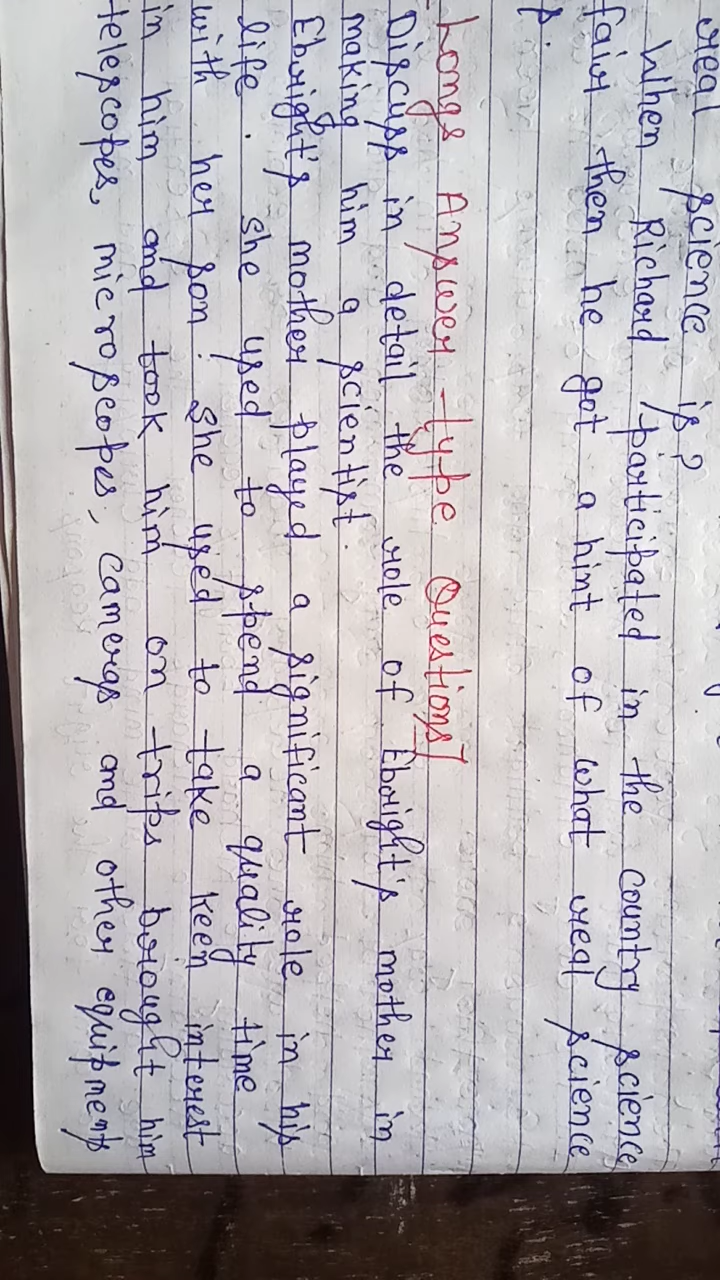 real science is?
When Richard participated in the country science
fair then he got a hint of what real science
Longs Answer type Questions
Discuss in detail the role of Ebright's mother in
making him a scientist.
Ebright's mother played a significant role in his
life. she used to spend a quality time
with her son. She used to take keen interest
in him and took him on trips borought him
telescopes, microscopes, cameras and other equipments